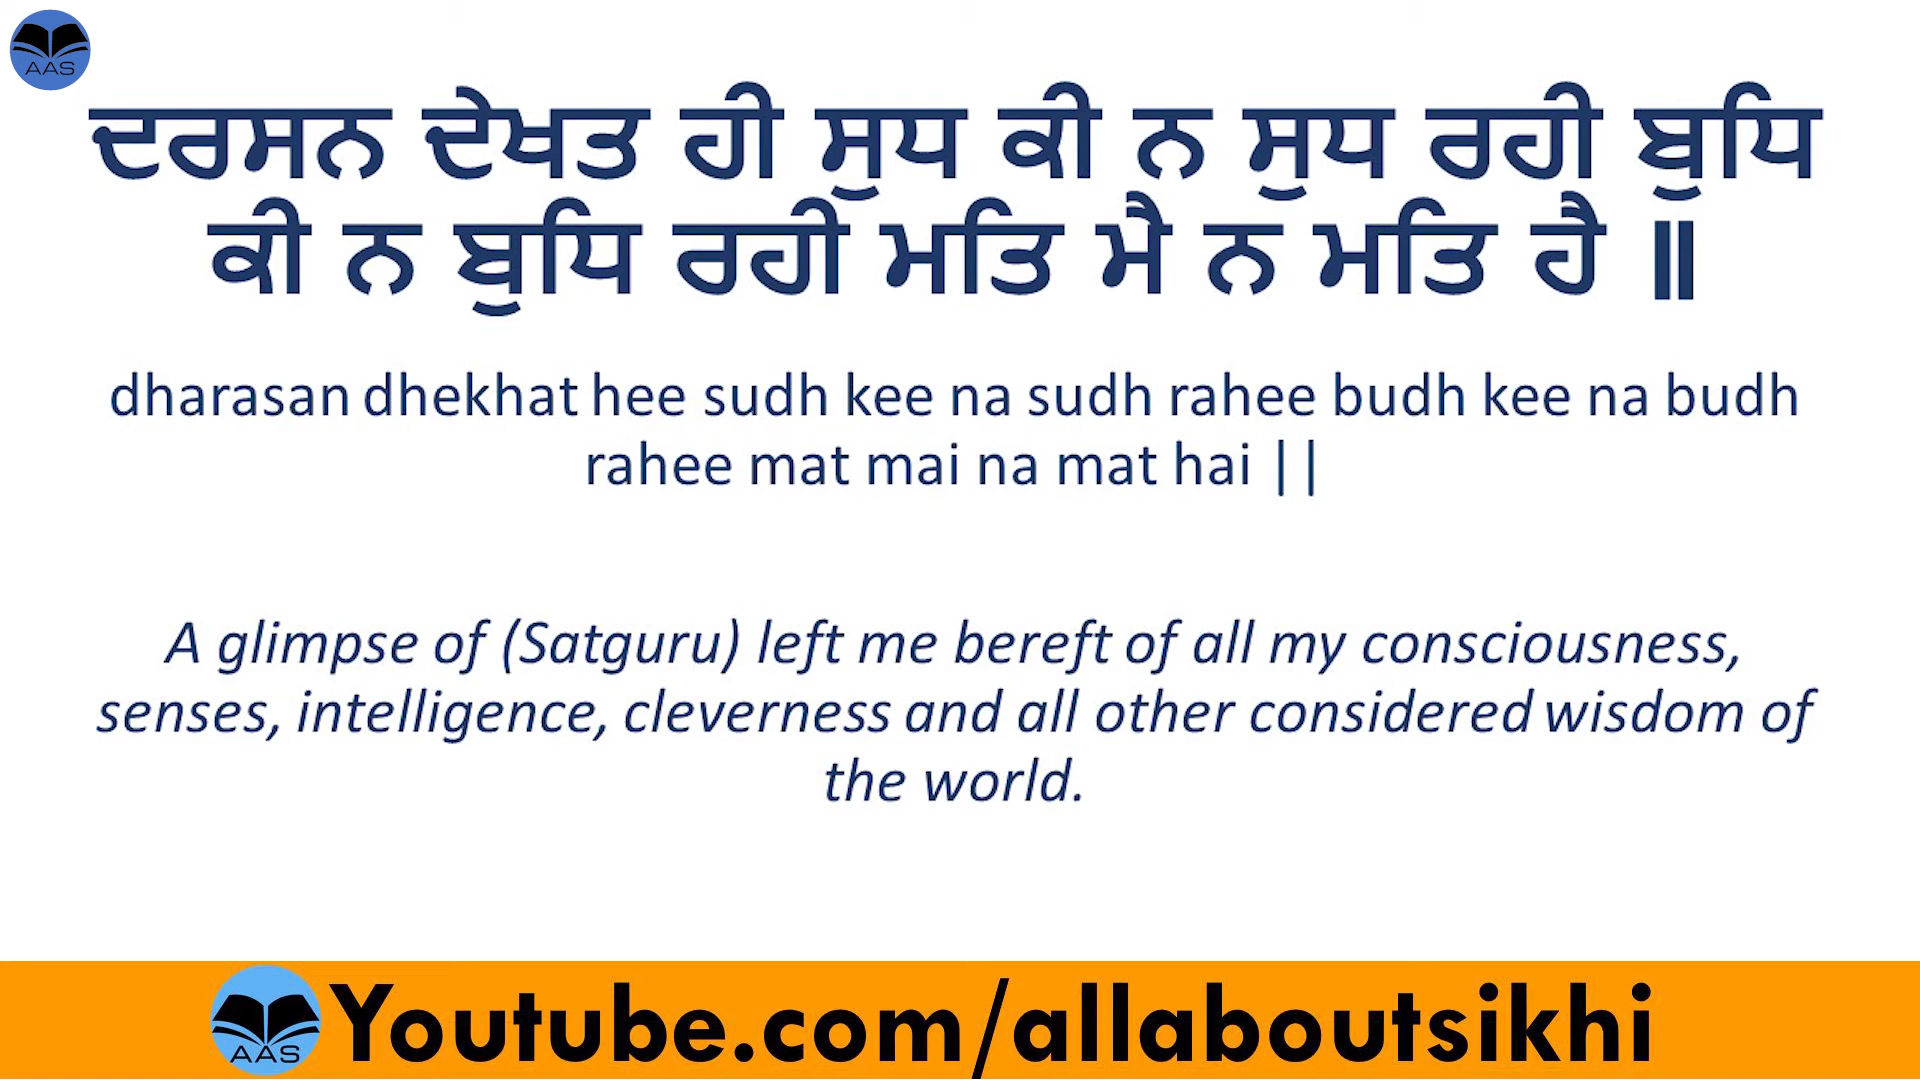 AAS
ਦਰਸਨ ਦੇਖਤ ਹੀ ਸੁਧ ਕੀ ਨ ਸੁਧ ਰਹੀ ਬੁਧਿ
ਕੀ ਨ ਬੁਧਿ ਰਹੀ ਮਤਿ ਮੈ ਨ ਮਤਿ ਹੈ ॥
dharasan dhekhat hee sudh kee na sudh rahee budh kee na budh
rahee mat mai na mat hai ||
A glimpse of (Satguru) left me bereft of all my consciousness,
senses, intelligence, cleverness and all other considered wisdom of
the world.
AAS Youtube.com/allaboutsikhi